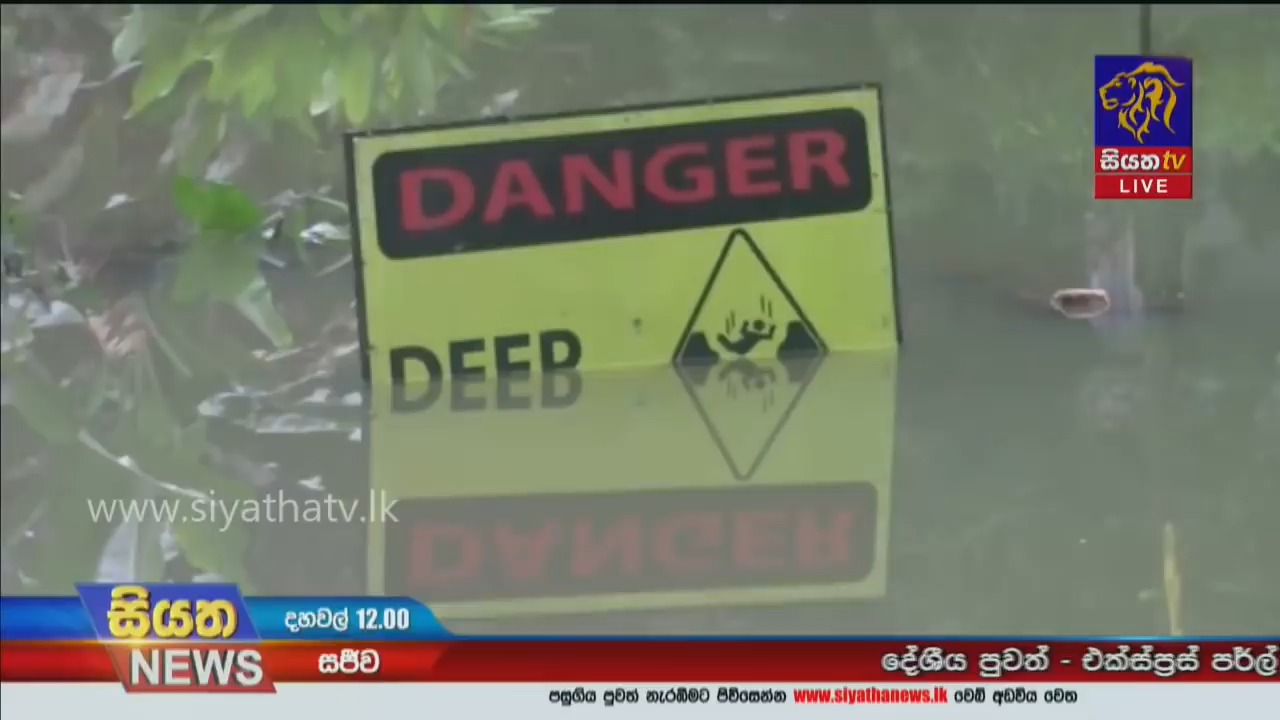 සියත tv
LIVE
DANGER
DEEP
www.siyathatv.lk
සියත
NEWS
දහවල් 12.00
සජීව
දේශීය පුවත් - එක්ස්ප්‍රස් පර්ල්
පසුගිය පුවත් නැරඹීමට පිවිසෙන්න www.siyathanews.lk වෙබ් අඩවිය වෙත